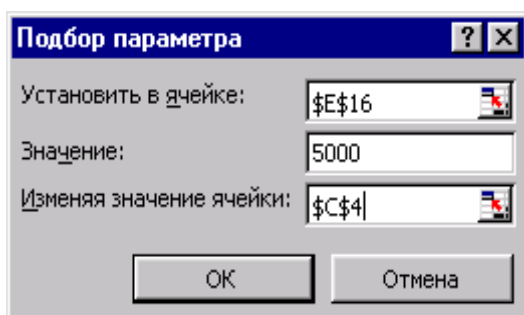 Подбор параметра ? ×
Установить в ячейке: $E$16
Значение: 5000
Изменяя значение ячейки: $C$4
ОК Отмена